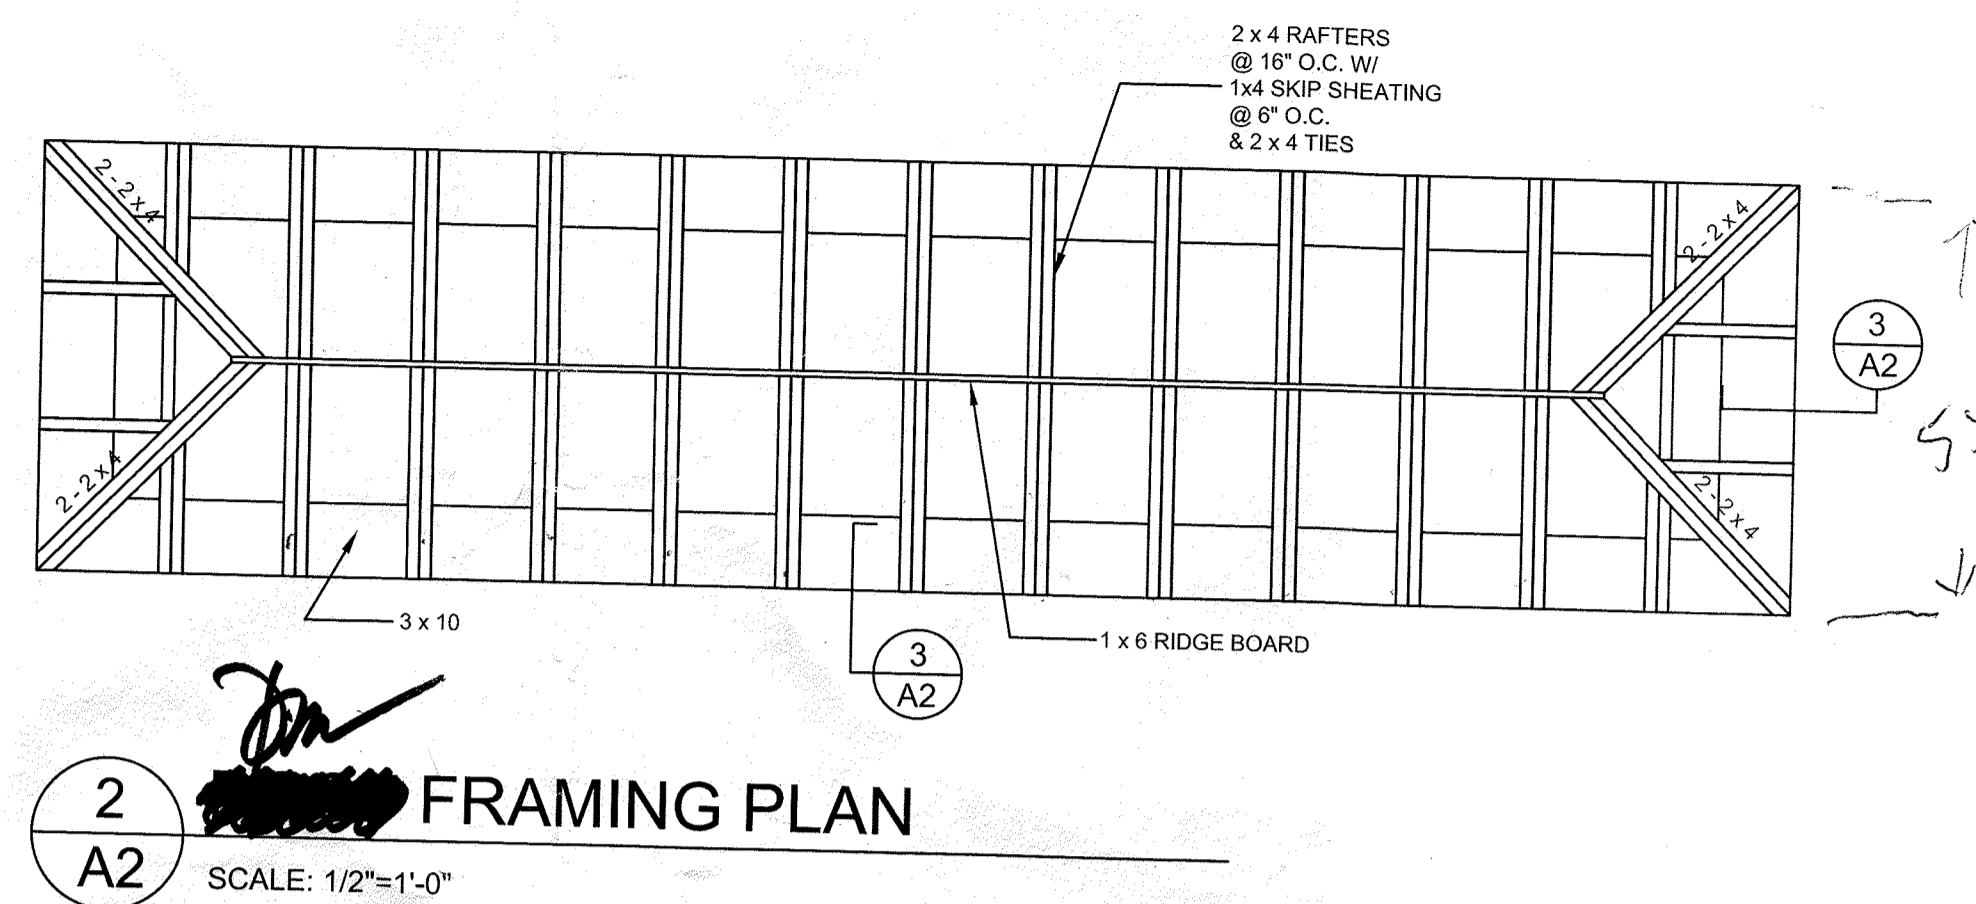 2 x 4 RAFTERS
@ 16" O.C. W/
1x4 SKIP SHEATING
@ 6" O.C.
& 2 x 4 TIES
2-2x4
2-2x4
3
A2
2-2x4
2-2x4
3 x 10
1 x 6 RIDGE BOARD
3
A2
2
A2
FRAMING PLAN
SCALE: 1/2"=1'-0"